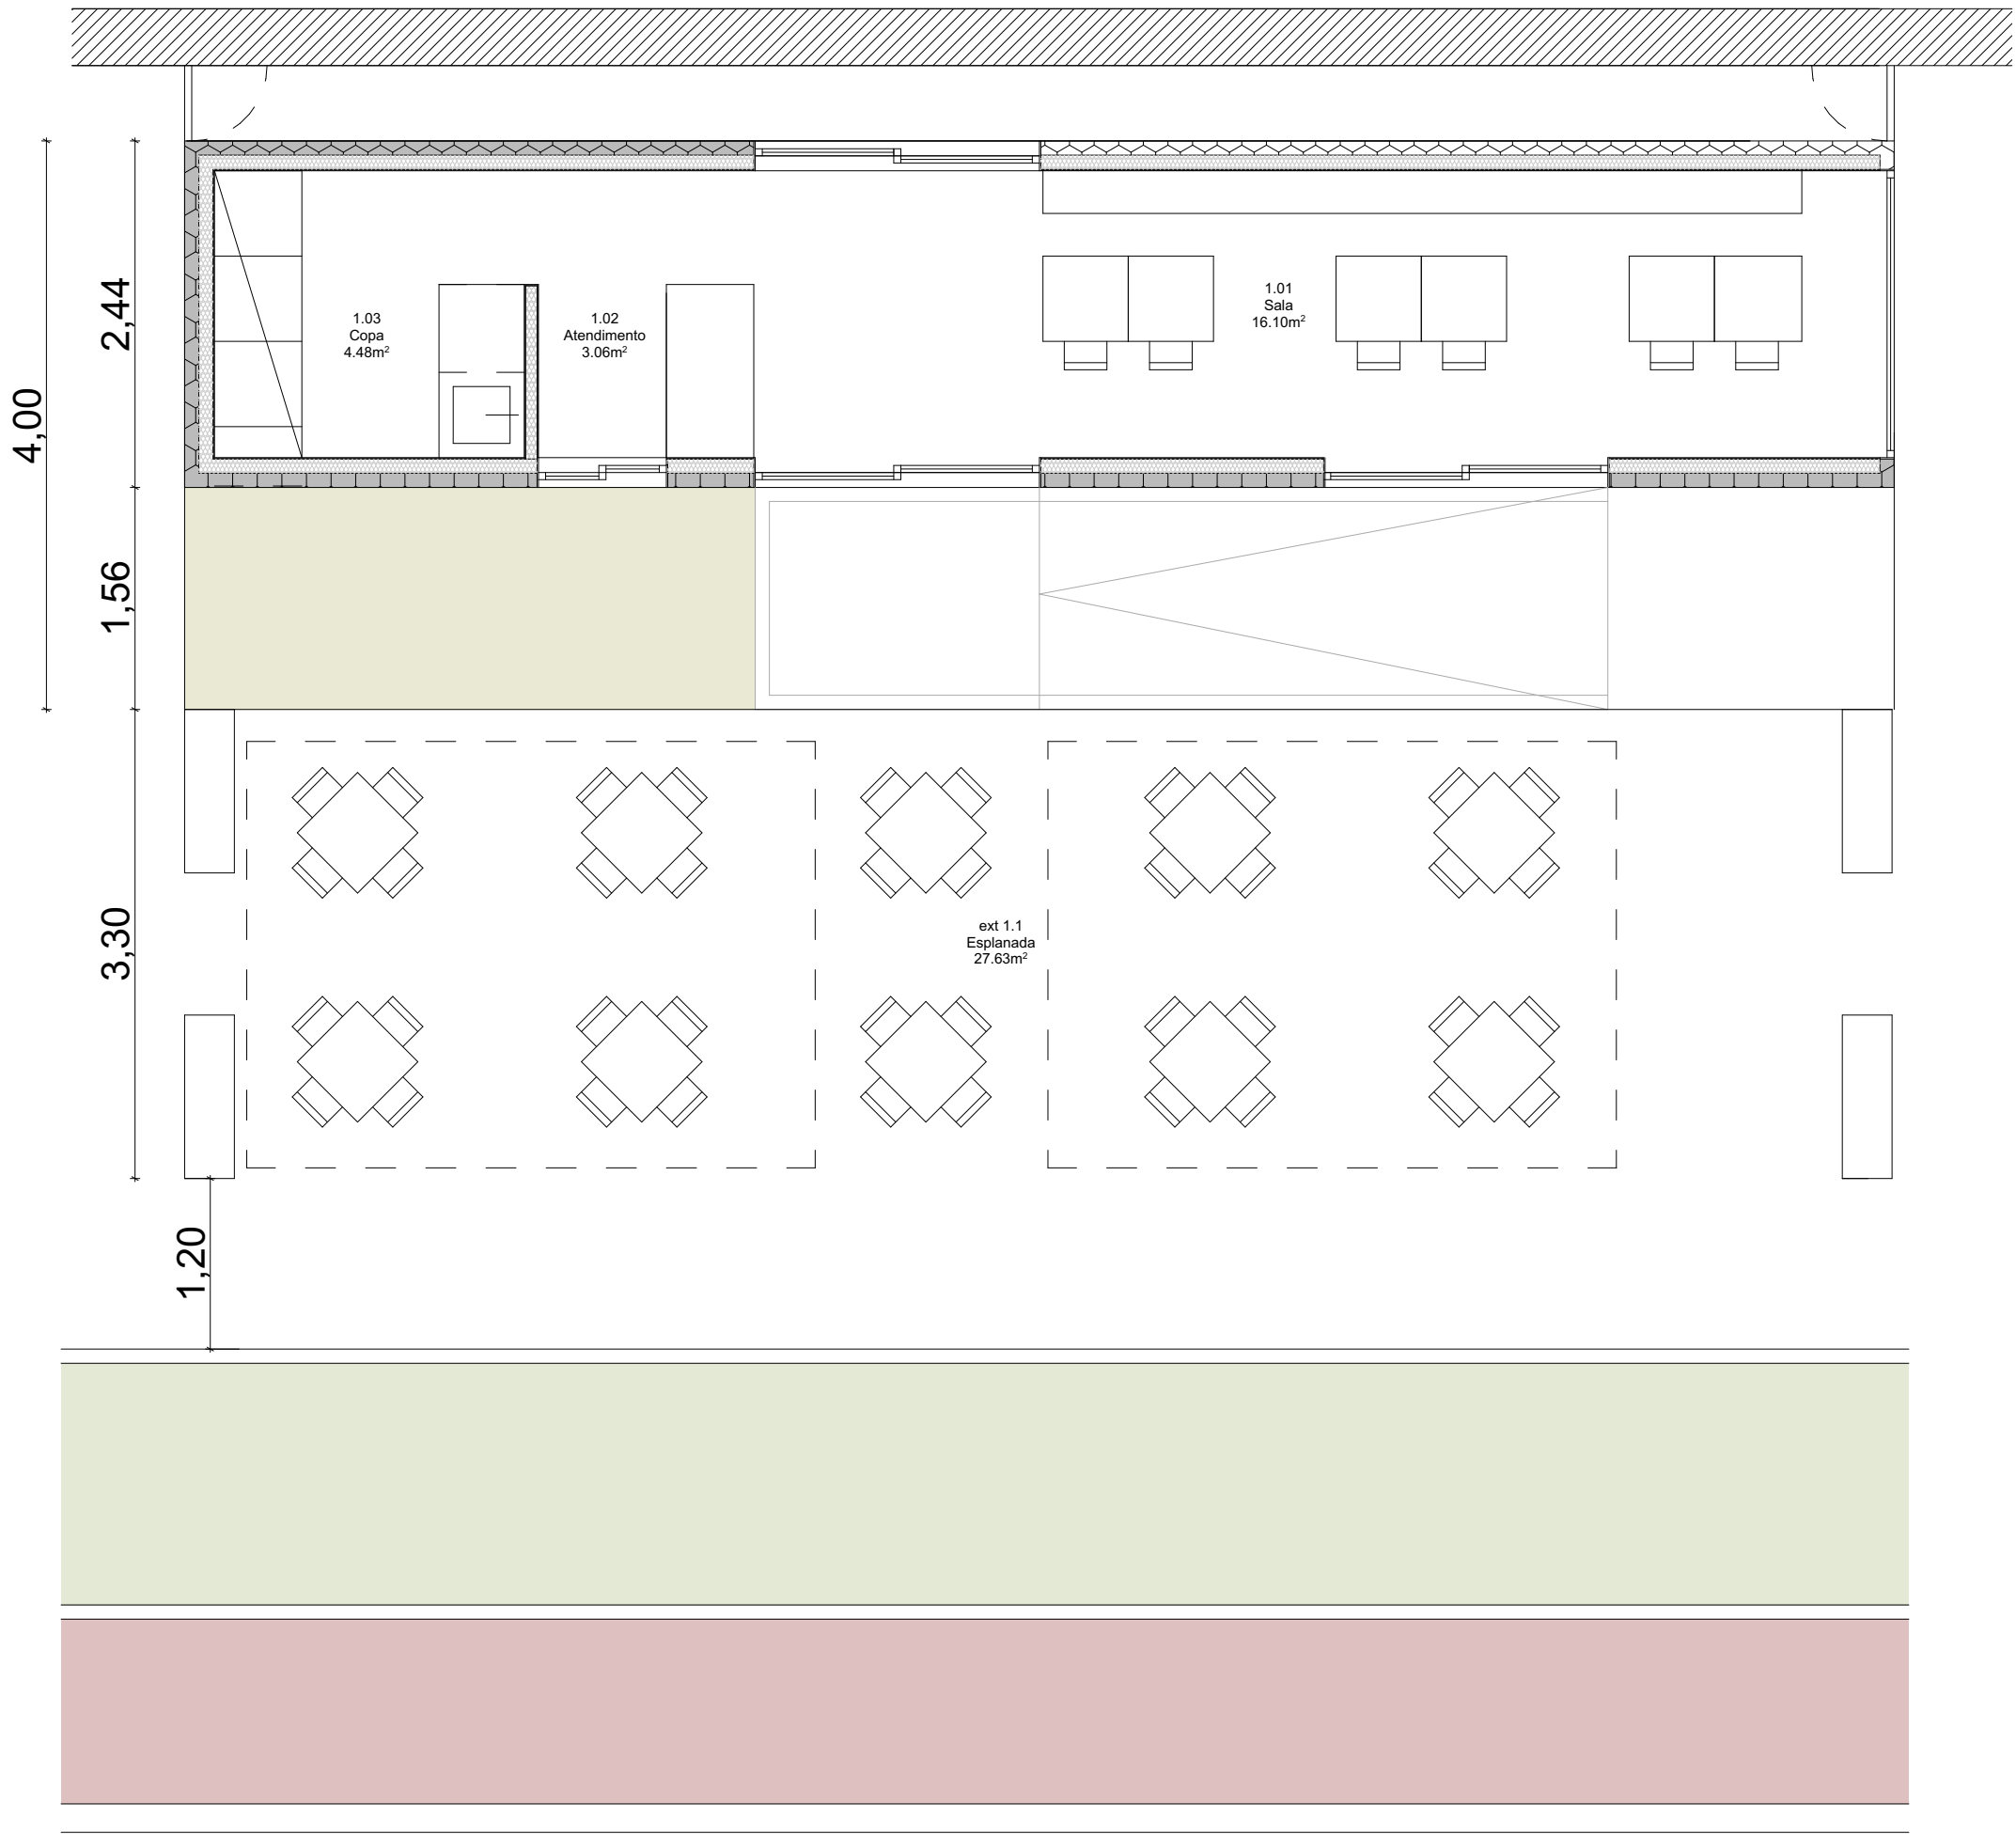 1.03
Copa
4.48m²
1.02
Atendimento
3.06m²
1.01
Sala
16.10m²
2,44
4,00
1,56
ext 1.1
Esplanada
27.63m²
3,30
1,20